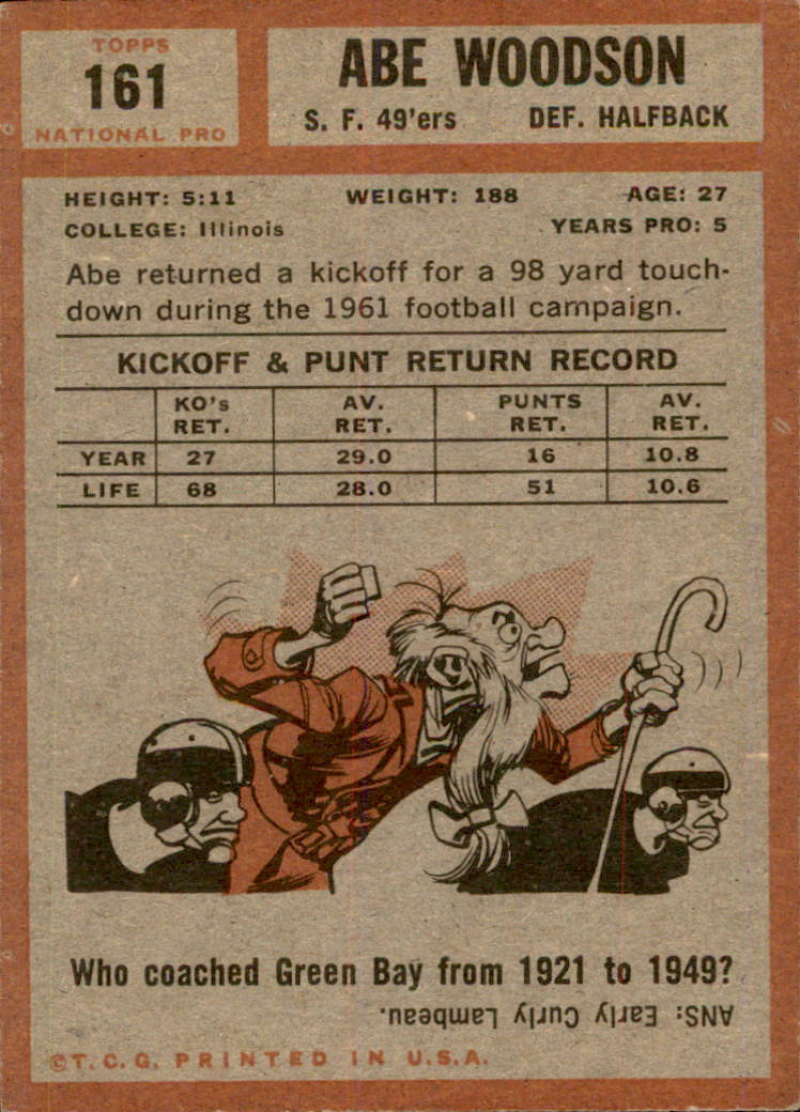 TOPPS
161
NATIONAL PRO
ABE WOODSON
S. F. 49'ers DEF. HALFBACK
HEIGHT: 5:11 WEIGHT: 188 AGE: 27
COLLEGE: Illinois YEARS PRO: 5
Abe returned a kickoff for a 98 yard touch-
down during the 1961 football campaign.
KICKOFF & PUNT RETURN RECORD
KO's AV. PUNTS AV.
RET. RET. RET. RET.
YEAR 27 29.0 16 10.8
LIFE 68 28.0 51 10.6
Who coached Green Bay from 1921 to 1949?
ANS: Early Curly Lambeau.
©T.C.G. PRINTED IN U.S.A.